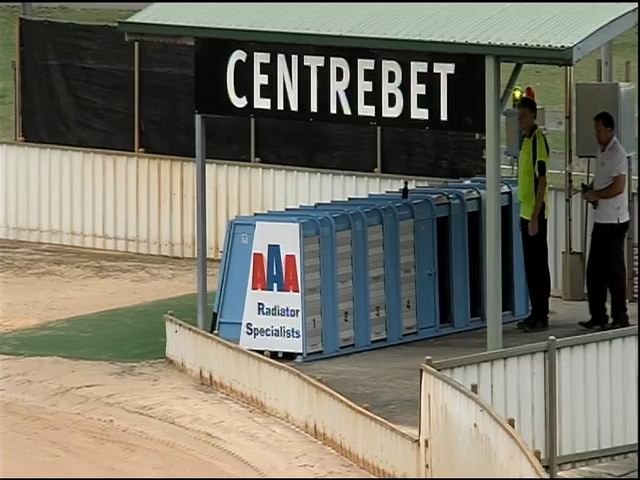 CENTREBET
AAA
Radiator
Specialists
1
2
3
4